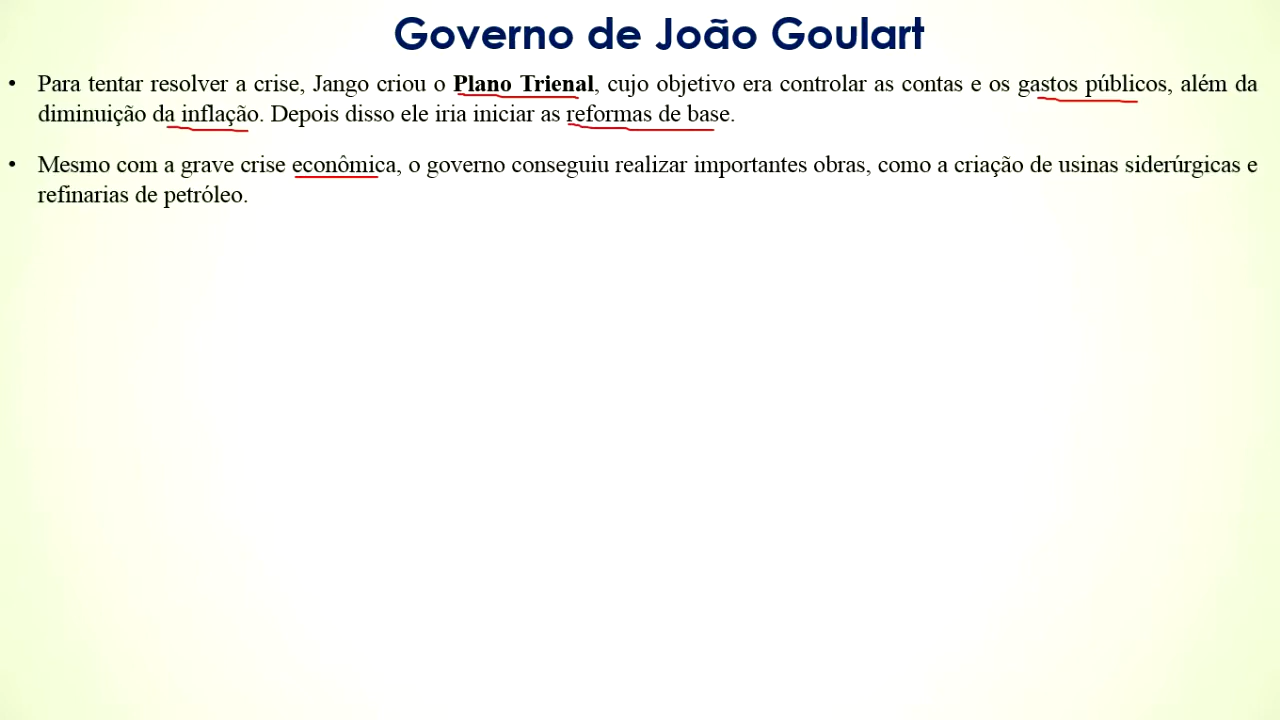 Governo de João Goulart
• Para tentar resolver a crise, Jango criou o Plano Trienal, cujo objetivo era controlar as contas e os gastos públicos, além da
diminuição da inflação. Depois disso ele iria iniciar as reformas de base.
• Mesmo com a grave crise econômica, o governo conseguiu realizar importantes obras, como a criação de usinas siderúrgicas e
refinarias de petróleo.